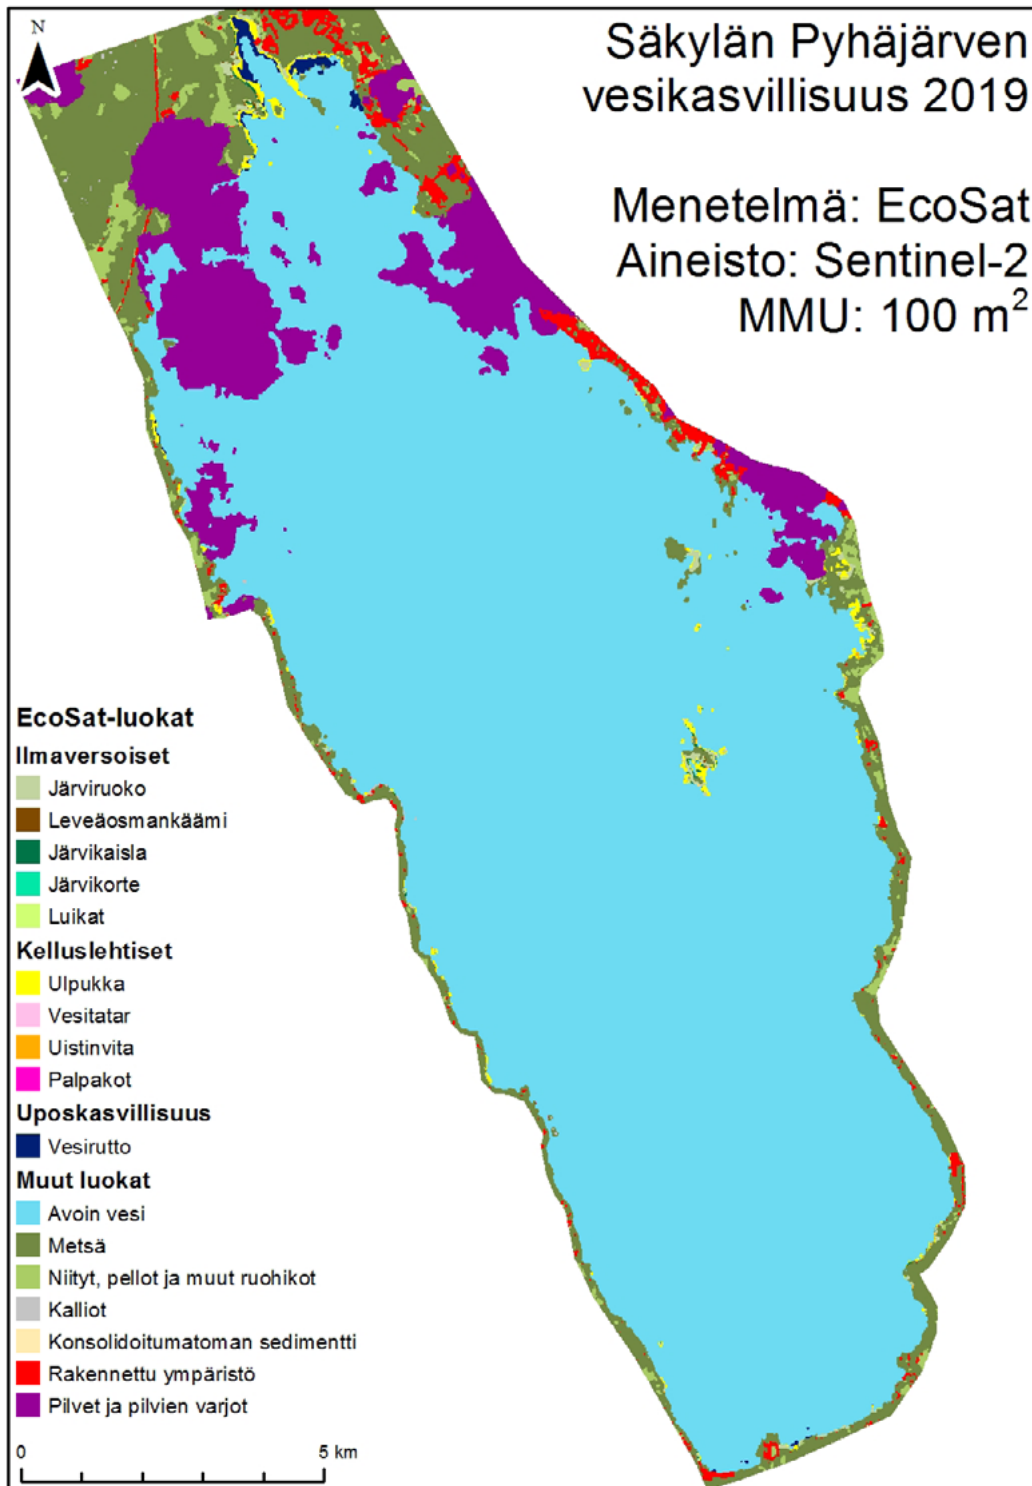 N
Säkylän Pyhäjärven
vesikasvillisuus 2019
Menetelmä: EcoSat
Aineisto: Sentinel-2
MMU: 100 m²
EcoSat-luokat
Ilmaversoiset
Järviruoko
Leveäosmankäämi
Järvikaisla
Järvikorte
Luikat
Kelluslehtiset
Ulpukka
Vesitatar
Uistinvita
Palpakot
Uposkasvillisuus
Vesirutto
Muut luokat
Avoin vesi
Metsä
Niityt, pellot ja muut ruohikot
Kalliot
Konsolidoitumatoman sedimentti
Rakennettu ympäristö
Pilvet ja pilvien varjot
0 5 km